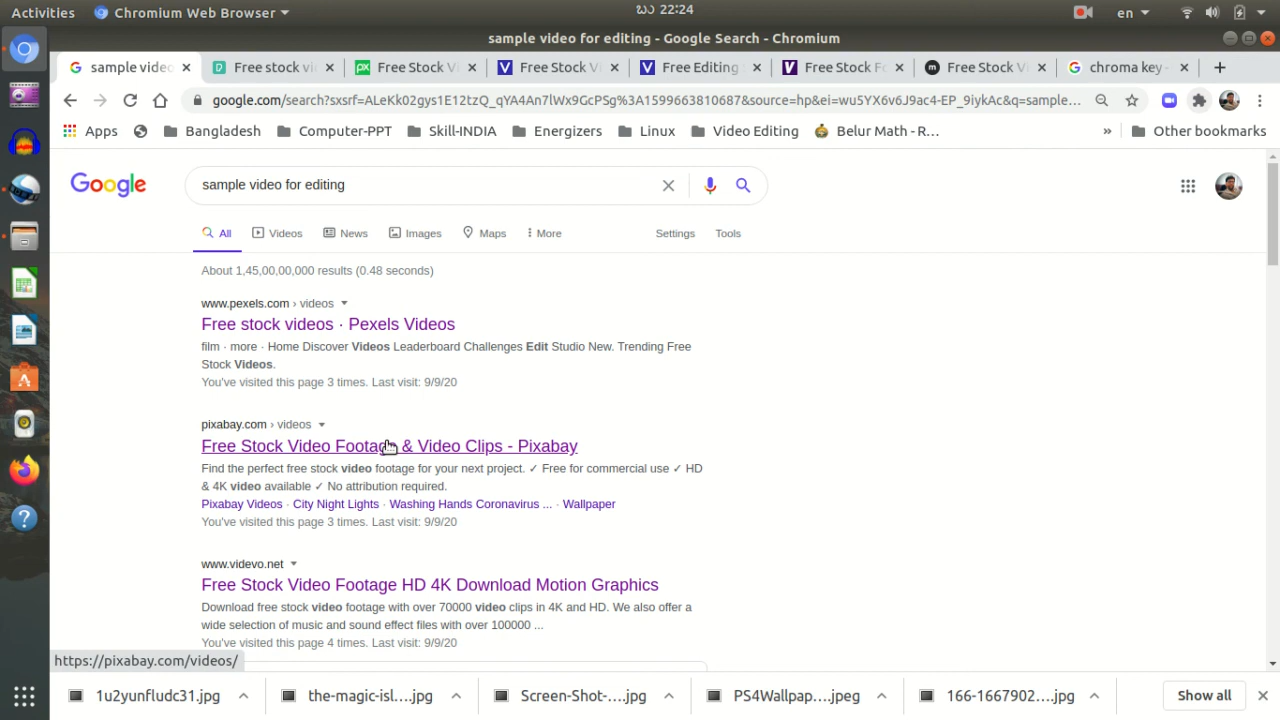 Activities Chromium Web Browser ນວ 22:24 en
sample video for editing - Google Search - Chromium
sample video Free stock vi Free Stock V Free Stock Vi Free Editing Free Stock Fo Free Stock Vi chroma key -
google.com/search?sxsrf=ALeKk02gys1E12tzQ_qYA4An7lWx9GcPSg%3A1599663810687&source=hp&ei=wu5YX6v6J9ac4-EP_9iykAc&q=sample...
Apps Bangladesh Computer-PPT Skill-INDIA Energizers Linux Video Editing Belur Math - R... » Other bookmarks
Google sample video for editing
All Videos News Images Maps More Settings Tools
About 1,45,00,00,000 results (0.48 seconds)
www.pexels.com › videos
Free stock videos · Pexels Videos
film · more · Home Discover Videos Leaderboard Challenges Edit Studio New. Trending Free
Stock Videos.
You've visited this page 3 times. Last visit: 9/9/20
pixabay.com › videos
Free Stock Video Footage & Video Clips - Pixabay
Find the perfect free stock video footage for your next project. ✓ Free for commercial use ✓ HD
& 4K video available ✓ No attribution required.
Pixabay Videos · City Night Lights · Washing Hands Coronavirus ... · Wallpaper
You've visited this page 3 times. Last visit: 9/9/20
www.videvo.net
Free Stock Video Footage HD 4K Download Motion Graphics
Download free stock video footage with over 70000 video clips in 4K and HD. We also offer a
wide selection of music and sound effect files with over 100000 ...
You've visited this page 4 times. Last visit: 9/9/20
https://pixabay.com/videos/
1u2yunfludc31.jpg the-magic-isl....jpg Screen-Shot-....jpg PS4Wallpap....jpeg 166-1667902....jpg Show all